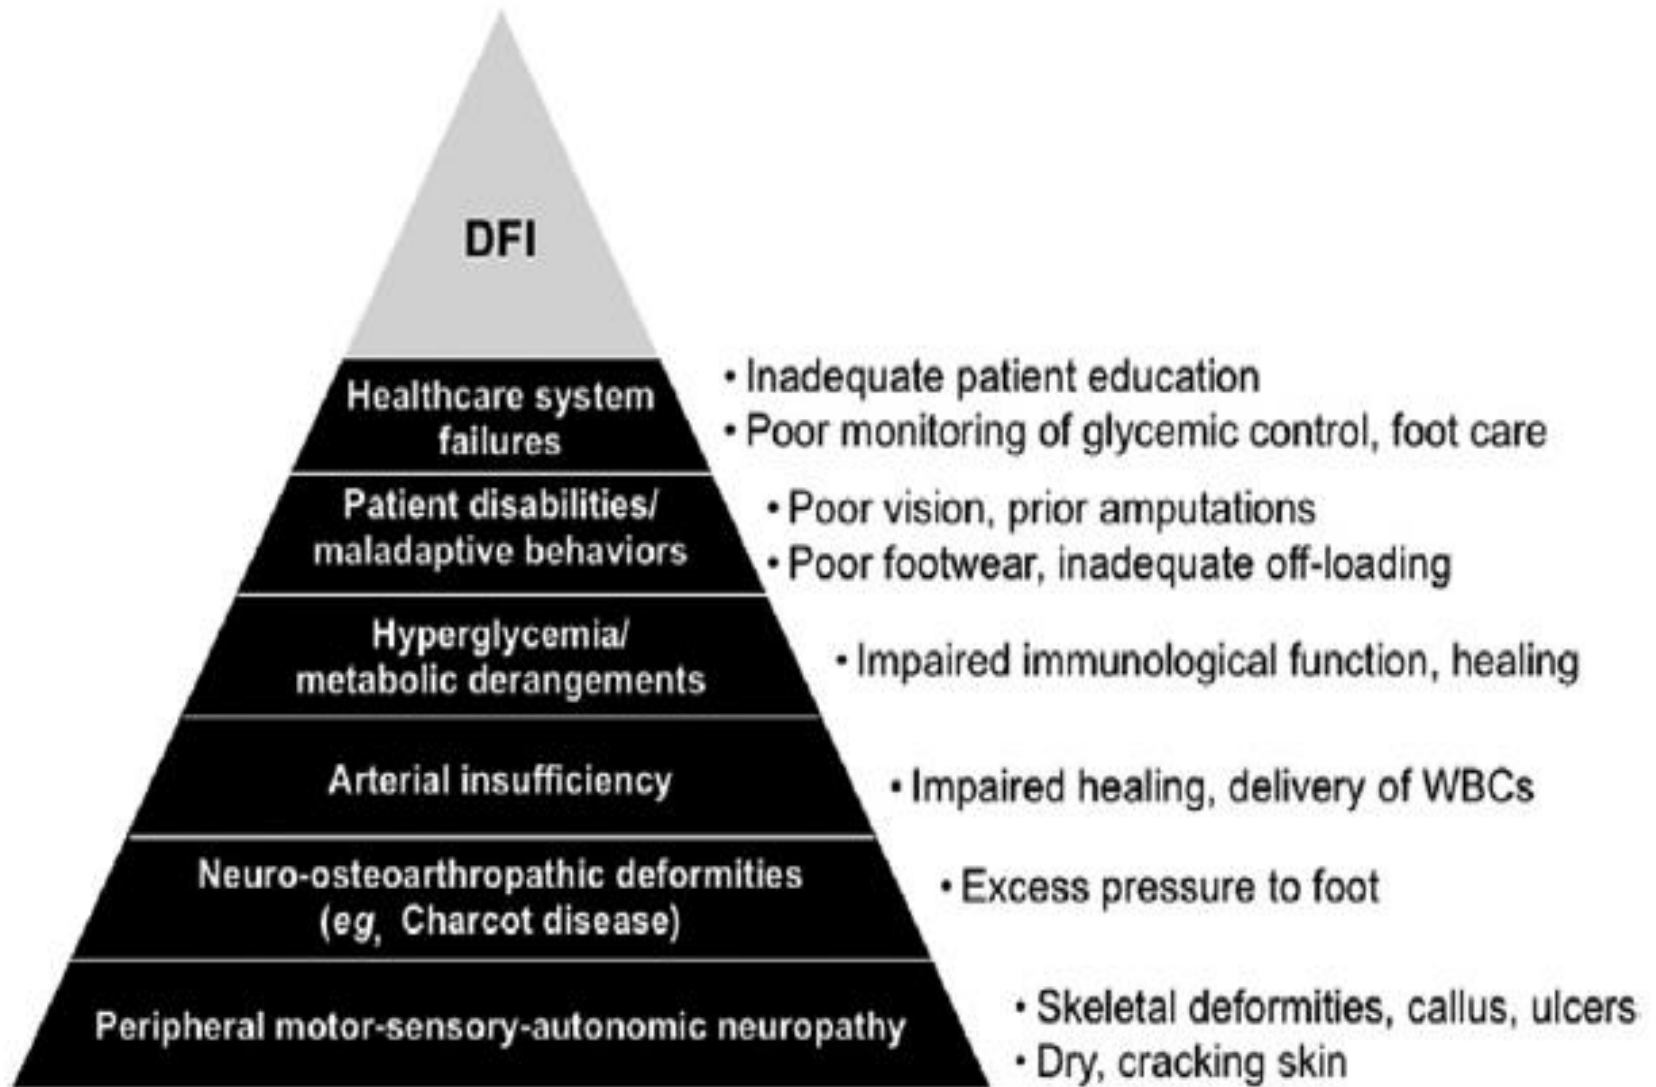 DFI
Healthcare system
failures
• Inadequate patient education
• Poor monitoring of glycemic control, foot care
Patient disabilities/
maladaptive behaviors
• Poor vision, prior amputations
• Poor footwear, inadequate off-loading
Hyperglycemia/
metabolic derangements
• Impaired immunological function, healing
Arterial insufficiency
• Impaired healing, delivery of WBCs
Neuro-osteoarthropathic deformities
(eg, Charcot disease)
• Excess pressure to foot
Peripheral motor-sensory-autonomic neuropathy
• Skeletal deformities, callus, ulcers
• Dry, cracking skin